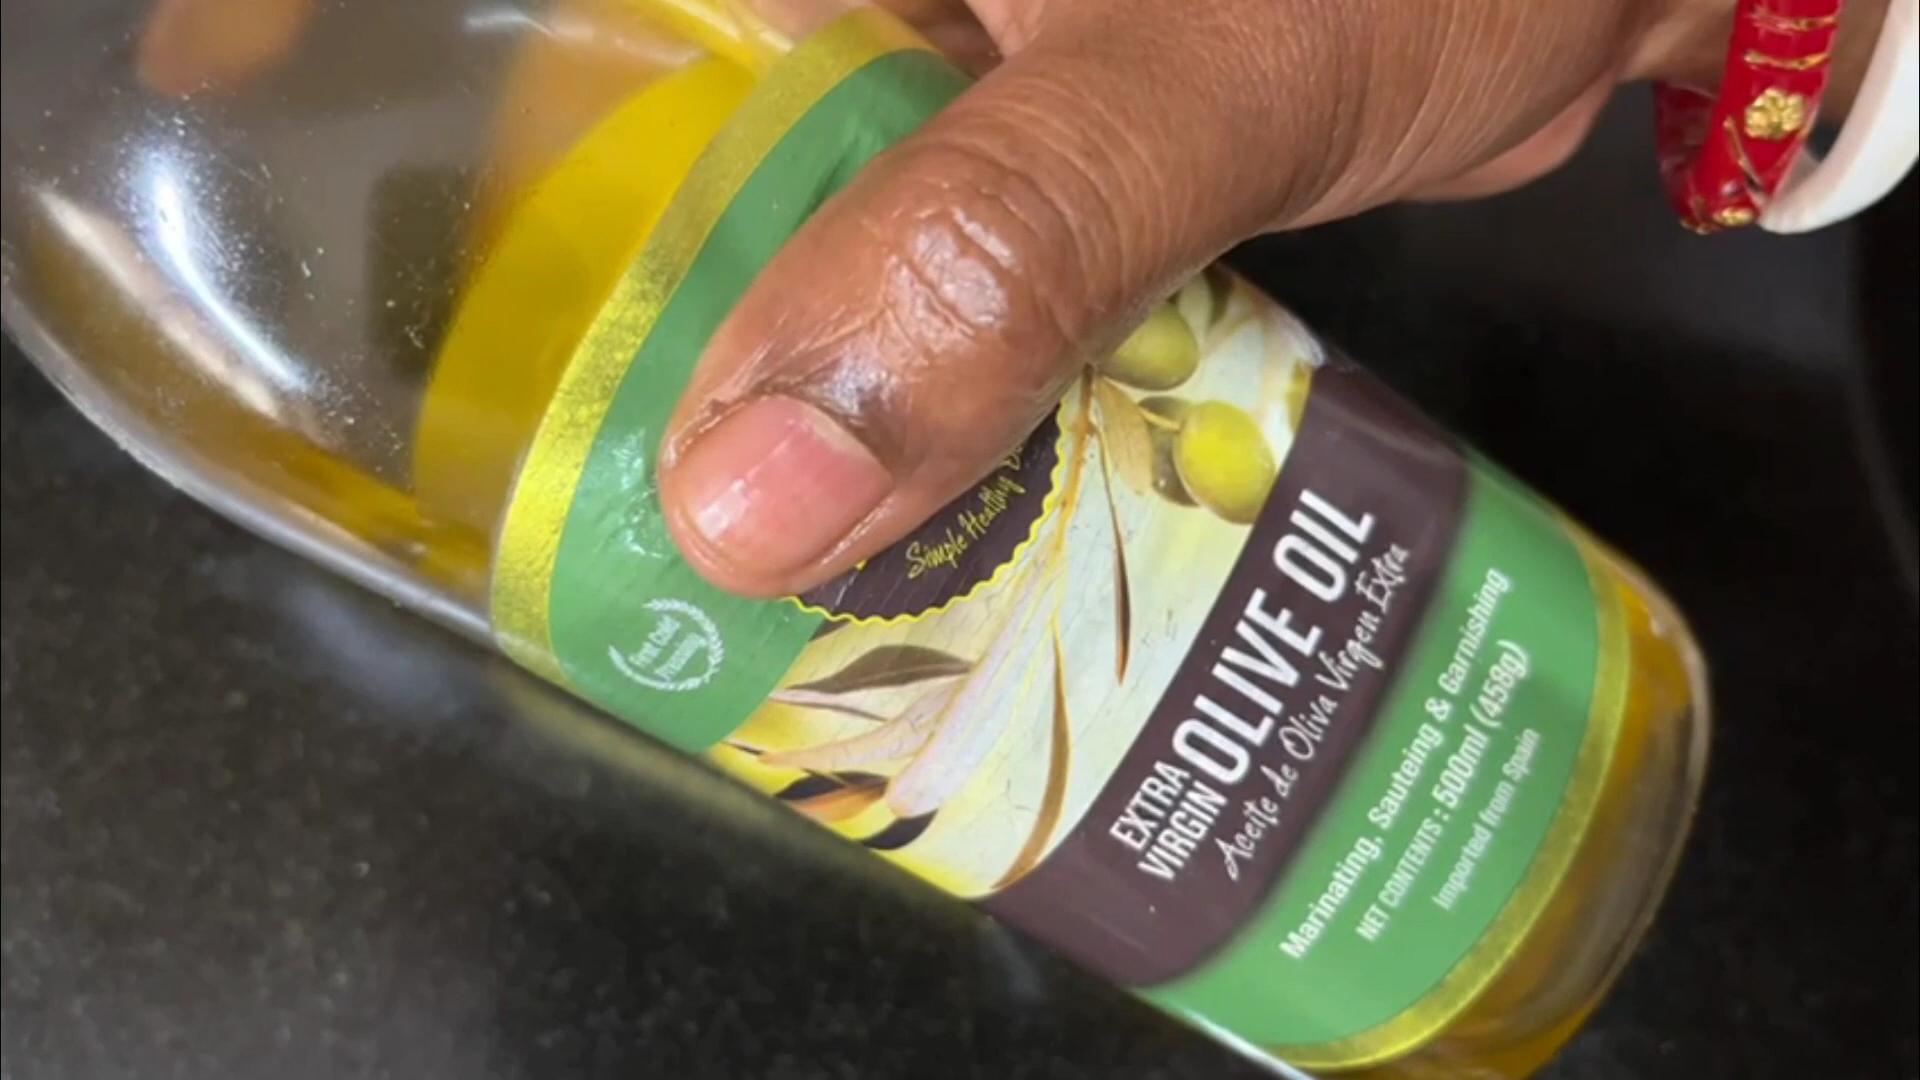 Simple Healthy
First Cold
Pressing
EXTRA
VIRGIN
OLIVE OIL
Aceite de Oliva Virgen Extra
Marinating, Sauteing & Garnishing
NET CONTENTS : 500ml (458g)
Imported from Spain